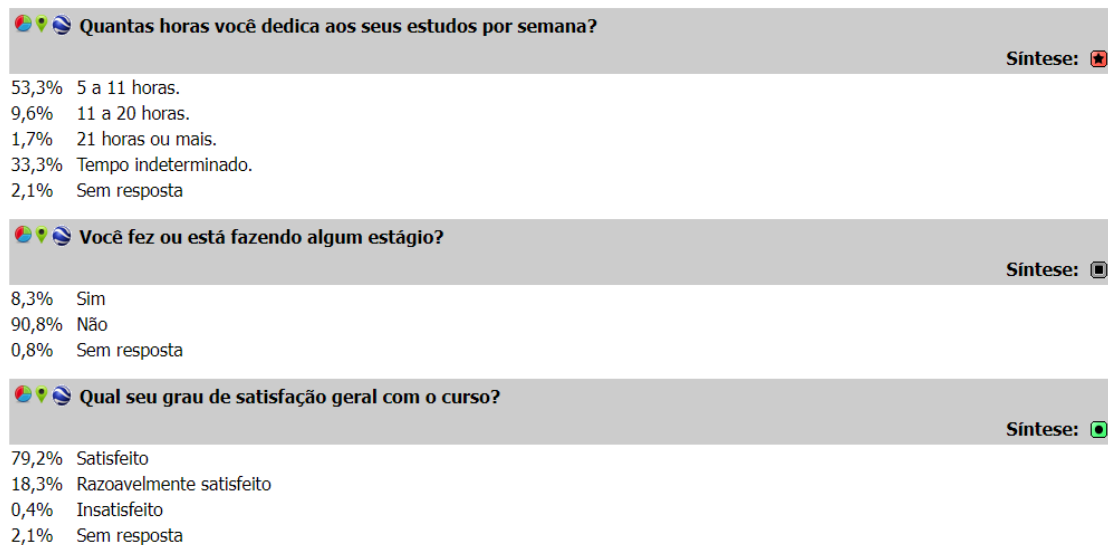 Quantas horas você dedica aos seus estudos por semana?
Síntese:
53,3% 5 a 11 horas.
9,6% 11 a 20 horas.
1,7% 21 horas ou mais.
33,3% Tempo indeterminado.
2,1% Sem resposta
Você fez ou está fazendo algum estágio?
Síntese:
8,3% Sim
90,8% Não
0,8% Sem resposta
Qual seu grau de satisfação geral com o curso?
Síntese:
79,2% Satisfeito
18,3% Razoavelmente satisfeito
0,4% Insatisfeito
2,1% Sem resposta